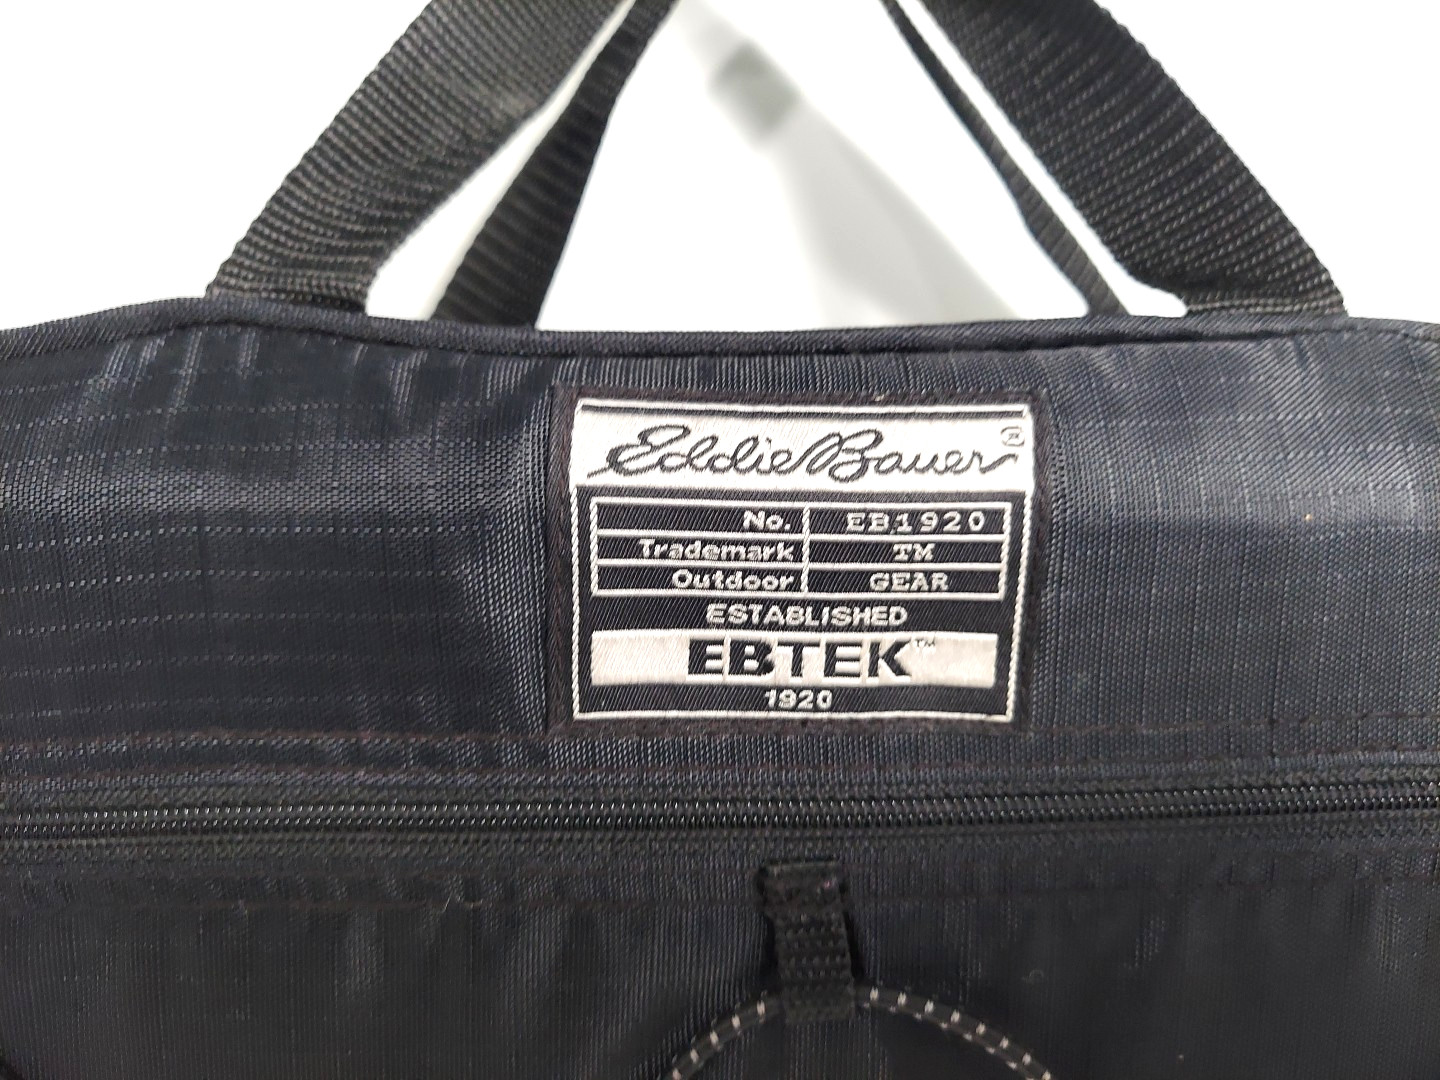 Eddie Bauer®
No. EB1920
Trademark TM
Outdoor GEAR
ESTABLISHED
EBTEK™
1920